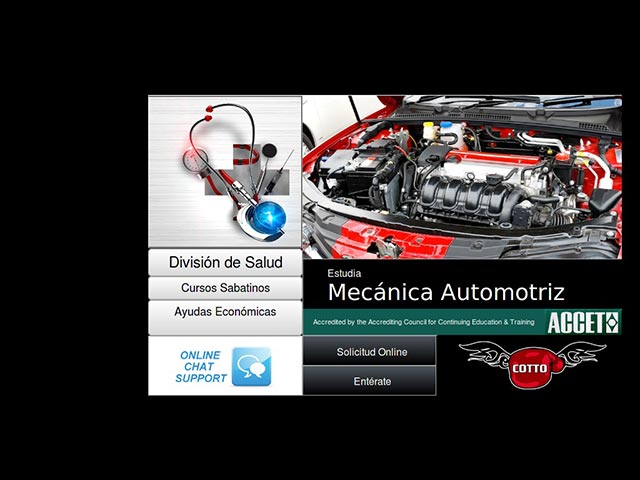 División de Salud
Cursos Sabatinos
Ayudas Económicas
ONLINE
CHAT
SUPPORT
Estudia
Mecánica Automotriz
Accredited by the Accrediting Council for Continuing Education & Training
ACCET
Solicitud Online
Entérate
COTTO